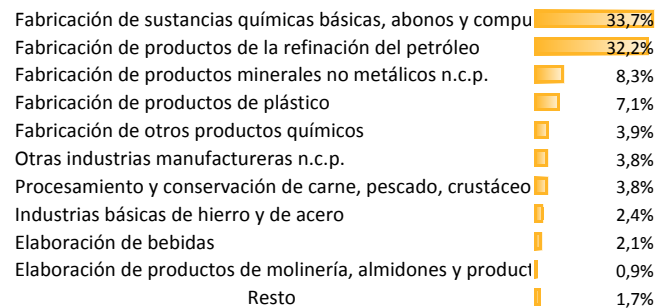 Fabricación de sustancias químicas básicas, abonos y compu 33,7%
Fabricación de productos de la refinación del petróleo 32,2%
Fabricación de productos minerales no metálicos n.c.p. 8,3%
Fabricación de productos de plástico 7,1%
Fabricación de otros productos químicos 3,9%
Otras industrias manufactureras n.c.p. 3,8%
Procesamiento y conservación de carne, pescado, crustáceo 3,8%
Industrias básicas de hierro y de acero 2,4%
Elaboración de bebidas 2,1%
Elaboración de productos de molinería, almidones y product 0,9%
Resto 1,7%